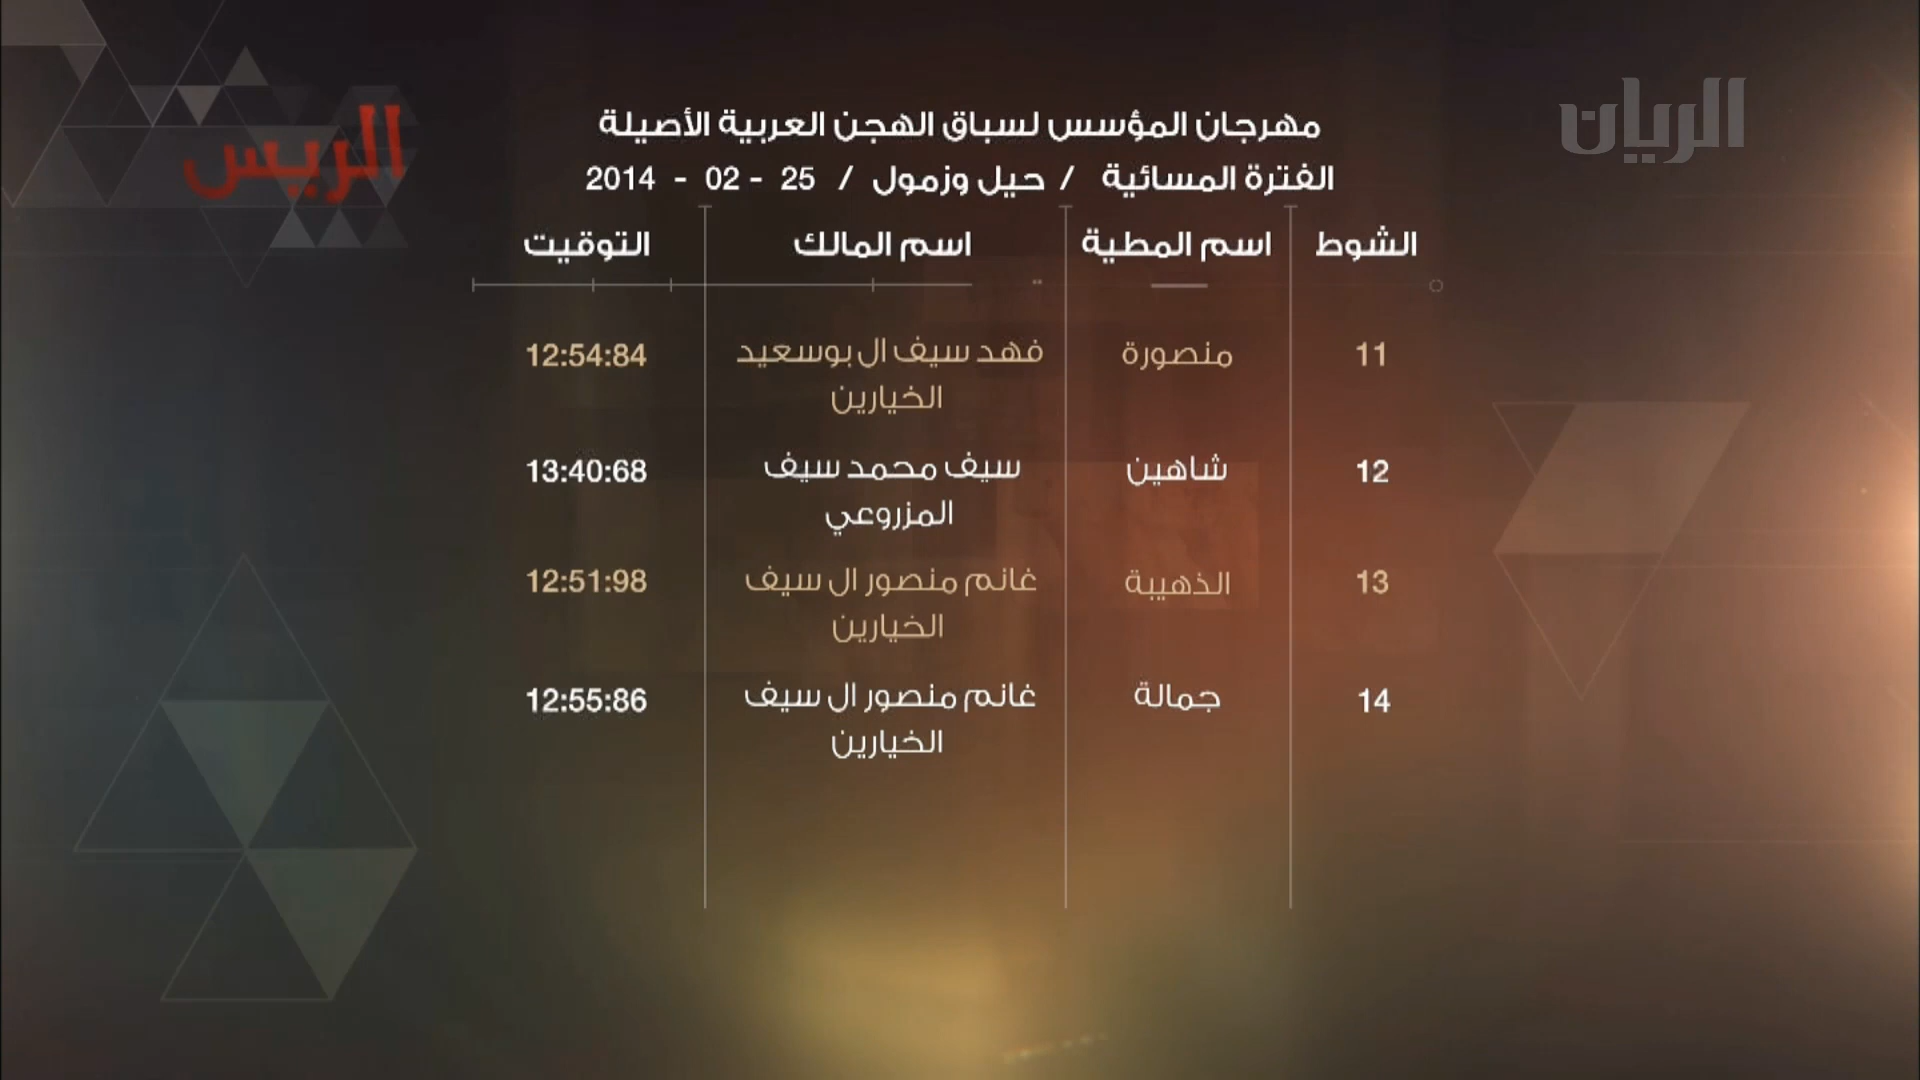 الريان
الريس
مهرجان المؤسس لسباق الهجن العربية الأصيلة
الفترة المسائية / حيل وزمول / 25 - 02 - 2014
الشوط اسم المطية اسم المالك التوقيت
11 منصورة فهد سيف ال بوسعيد 12:54:84
الخيارين
12 شاهين سيف محمد سيف 13:40:68
المزروعي
13 الذهيبة غانم منصور ال سيف 12:51:98
الخيارين
14 جمالة غانم منصور ال سيف 12:55:86
الخيارين